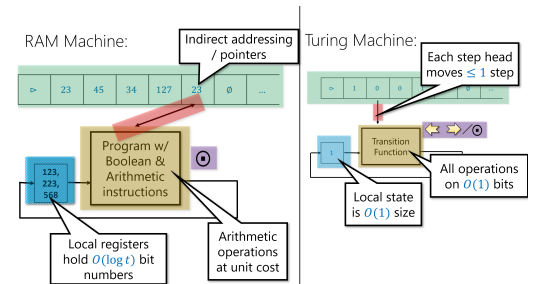 RAM Machine:
Indirect addressing
/ pointers
▻ 23 45 34 127 23 ∅ ...
Program w/
Boolean &
Arithmetic
instructions
123,
223,
568
Local registers
hold O(log t) bit
numbers
Arithmetic
operations
at unit cost
Turing Machine:
Each step head
moves ≤ 1 step
▻ 1 0 0 ...
Transition
Function
/
1
Local state
is O(1) size
All operations
on O(1) bits